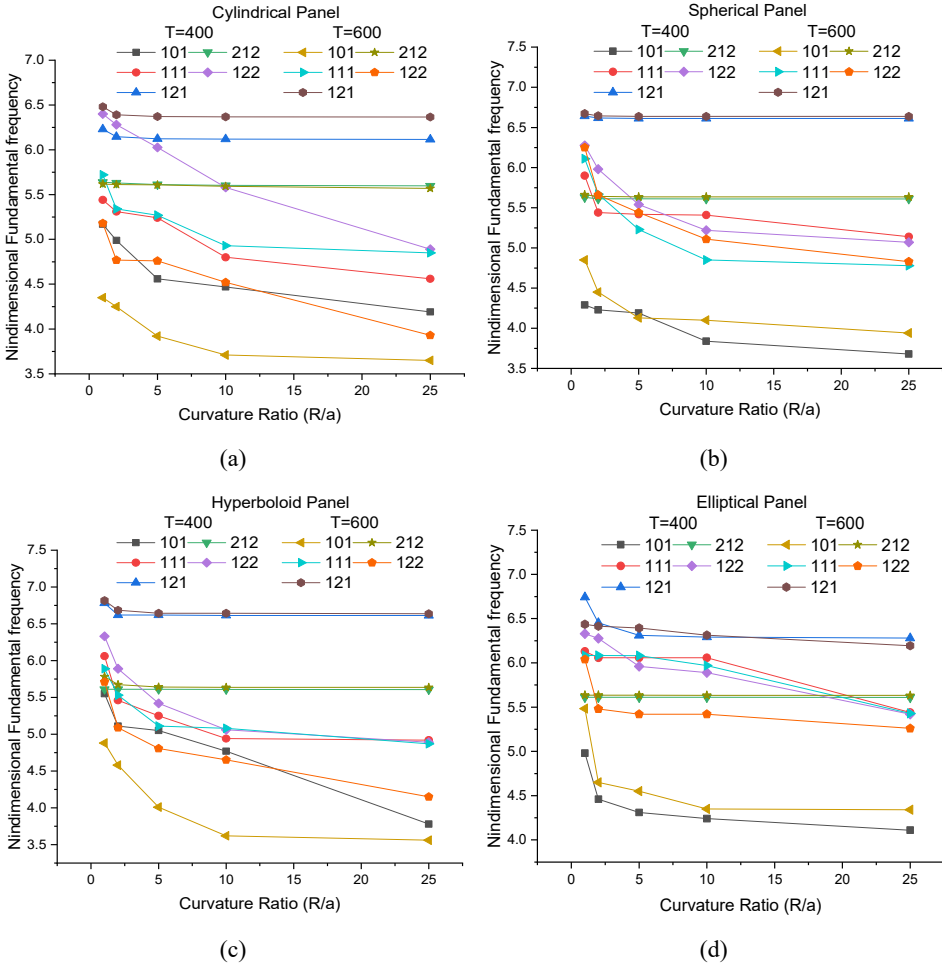 Cylindrical Panel
T=400 T=600
101 212 101 212
111 122 111 122
121 121
Nindimensional Fundamental frequency
7.0
6.5
6.0
5.5
5.0
4.5
4.0
3.5
0 5 10 15 20 25
Curvature Ratio (R/a)
(a)
Spherical Panel
T=400 T=600
101 212 101 212
111 122 111 122
121 121
Nindimensional Fundamental frequency
7.5
7.0
6.5
6.0
5.5
5.0
4.5
4.0
3.5
0 5 10 15 20 25
Curvature Ratio (R/a)
(b)
Hyperboloid Panel
T=400 T=600
101 212 101 212
111 122 111 122
121 121
Nindimensional Fundamental frequency
7.5
7.0
6.5
6.0
5.5
5.0
4.5
4.0
3.5
0 5 10 15 20 25
Curvature Ratio (R/a)
(c)
Elliptical Panel
T=400 T=600
101 212 101 212
111 122 111 122
121 121
Nindimensional Fundamental frequency
7.5
7.0
6.5
6.0
5.5
5.0
4.5
4.0
0 5 10 15 20 25
Curvature Ratio (R/a)
(d)